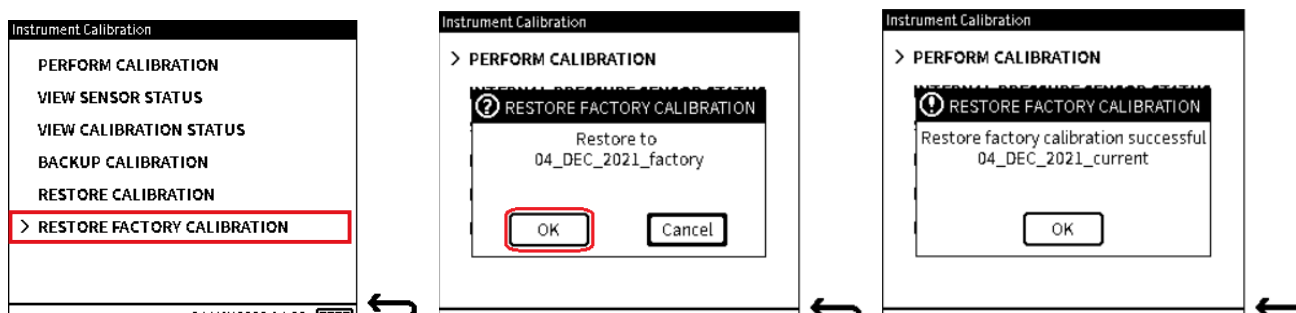 Instrument Calibration
PERFORM CALIBRATION
VIEW SENSOR STATUS
VIEW CALIBRATION STATUS
BACKUP CALIBRATION
RESTORE CALIBRATION
> RESTORE FACTORY CALIBRATION
Instrument Calibration
> PERFORM CALIBRATION
RESTORE FACTORY CALIBRATION
Restore to
04_DEC_2021_factory
OK Cancel
Instrument Calibration
> PERFORM CALIBRATION
RESTORE FACTORY CALIBRATION
Restore factory calibration successful
04_DEC_2021_current
OK